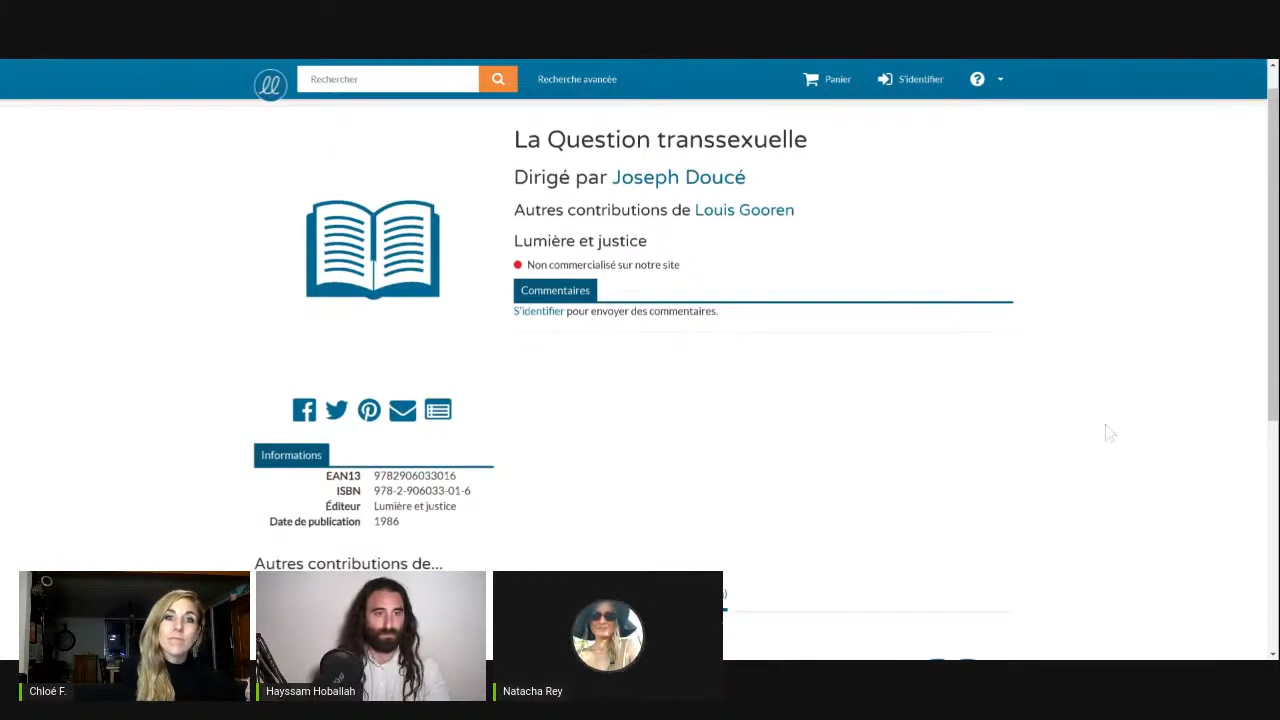 Rechercher
Recherche avancée
Panier
S'identifier
La Question transsexuelle
Dirigé par Joseph Doucé
Autres contributions de Louis Gooren
Lumière et justice
Non commercialisé sur notre site
Commentaires
S'identifier pour envoyer des commentaires.
Informations
EAN13 9782906033016
ISBN 978-2-906033-01-6
Éditeur Lumière et justice
Date de publication 1986
Autres contributions de...
Chloé F.
Hayssam Hoballah
Natacha Rey